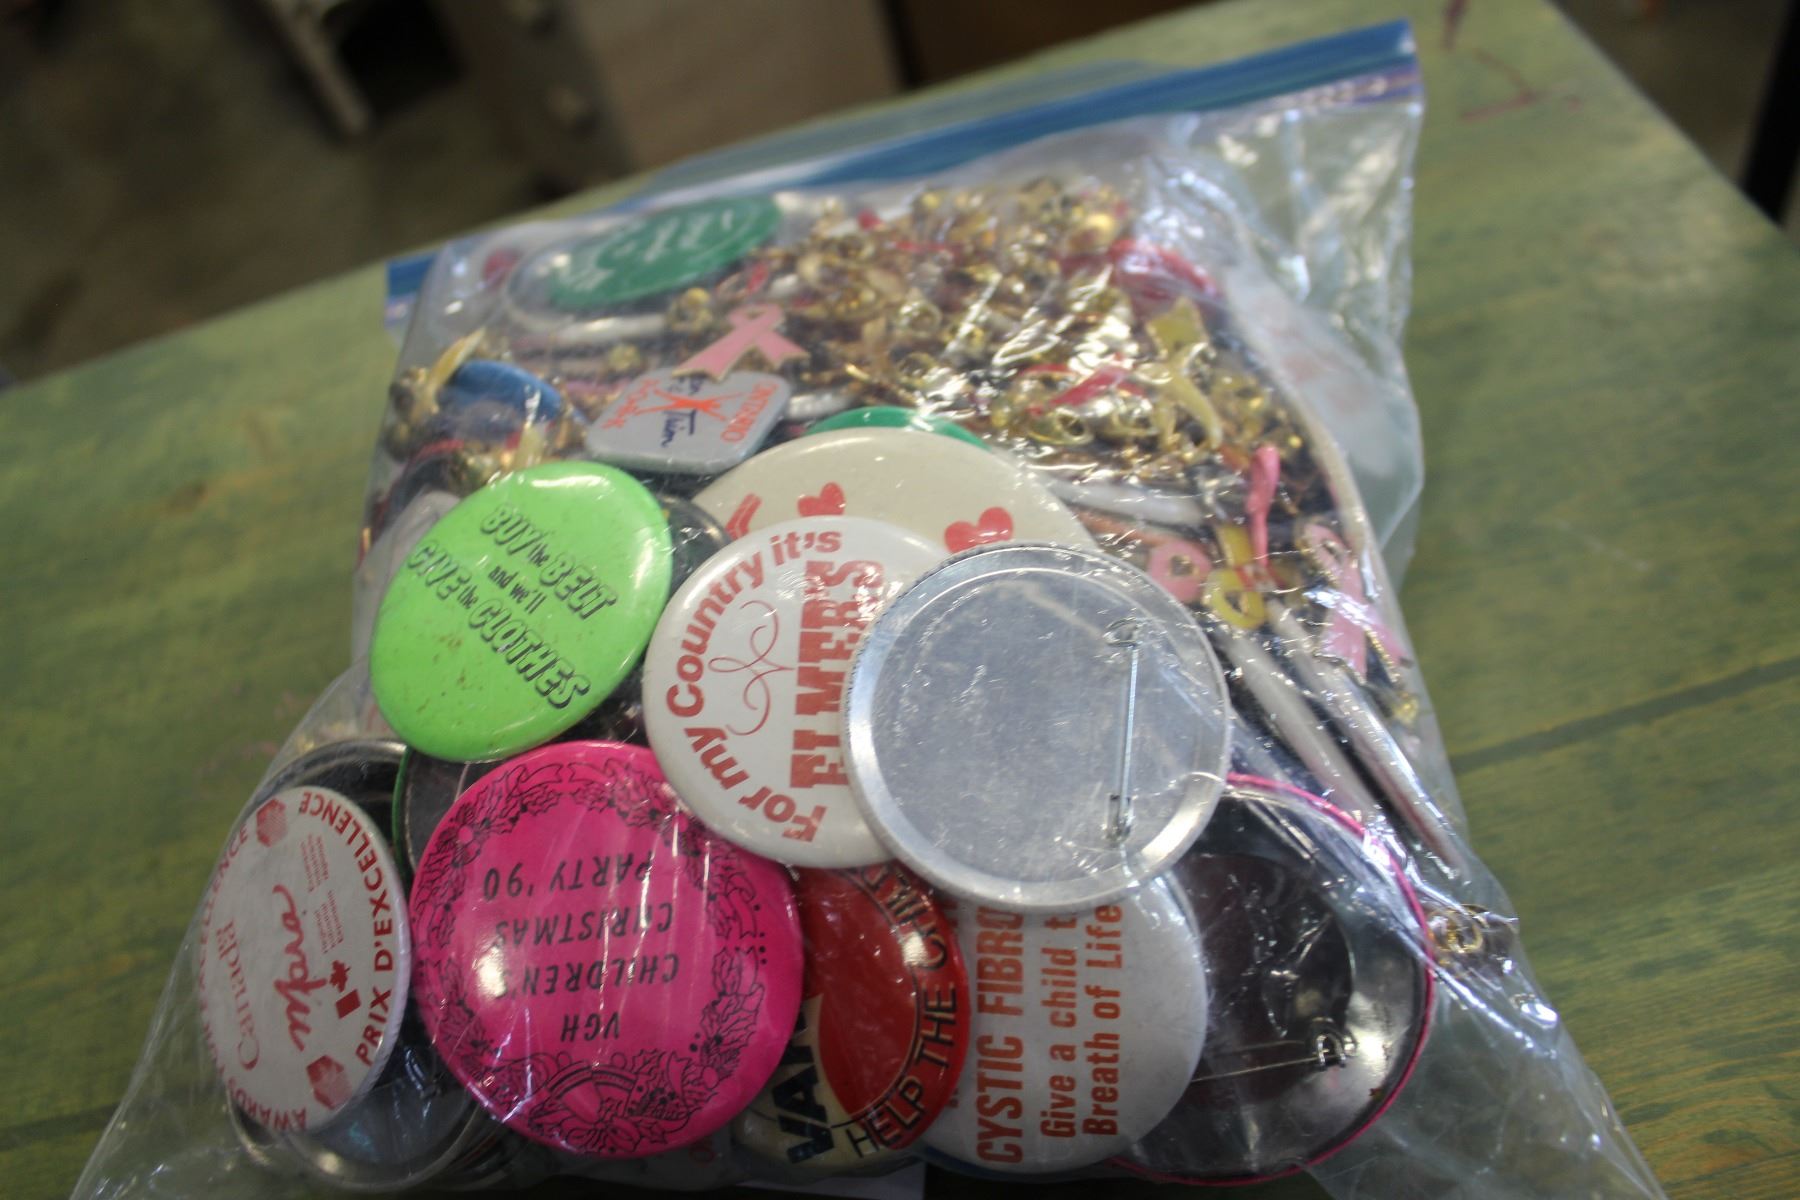 ONTARIO
Tim
BUY the BELT
and we'll
GIVE the CLOTHES
For my Country it's
ELMER'S
AWARDS
EXCELLENCE
PRIX D'EXCELLENCE
Canada
VGH
CHILDREN'S
CHRISTMAS
PARTY '90
HELP THE
CYSTIC FIBRO
Give a child t
Breath of Life